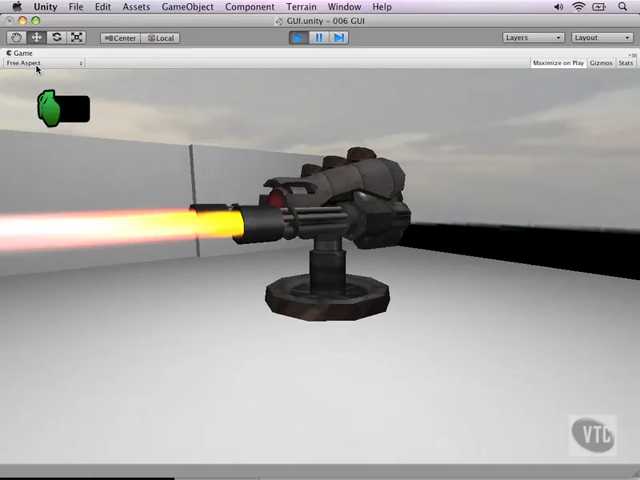 Unity File Edit Assets GameObject Component Terrain Window Help
GUI.unity - 006 GUI
Center Local Layers Layout
Game
Free Aspect Maximize on Play Gizmos Stats
VTC